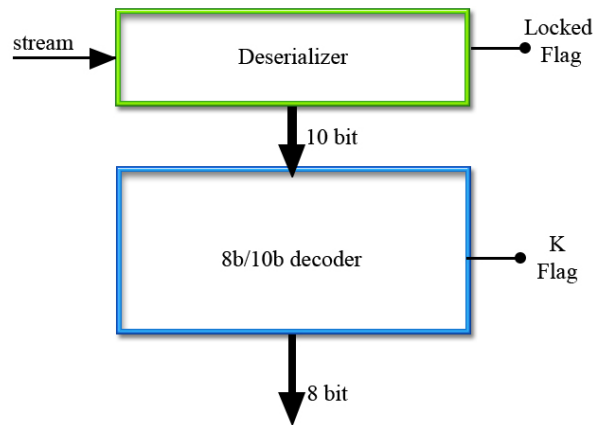 stream
Deserializer
Locked
Flag
10 bit
8b/10b decoder
K
Flag
8 bit